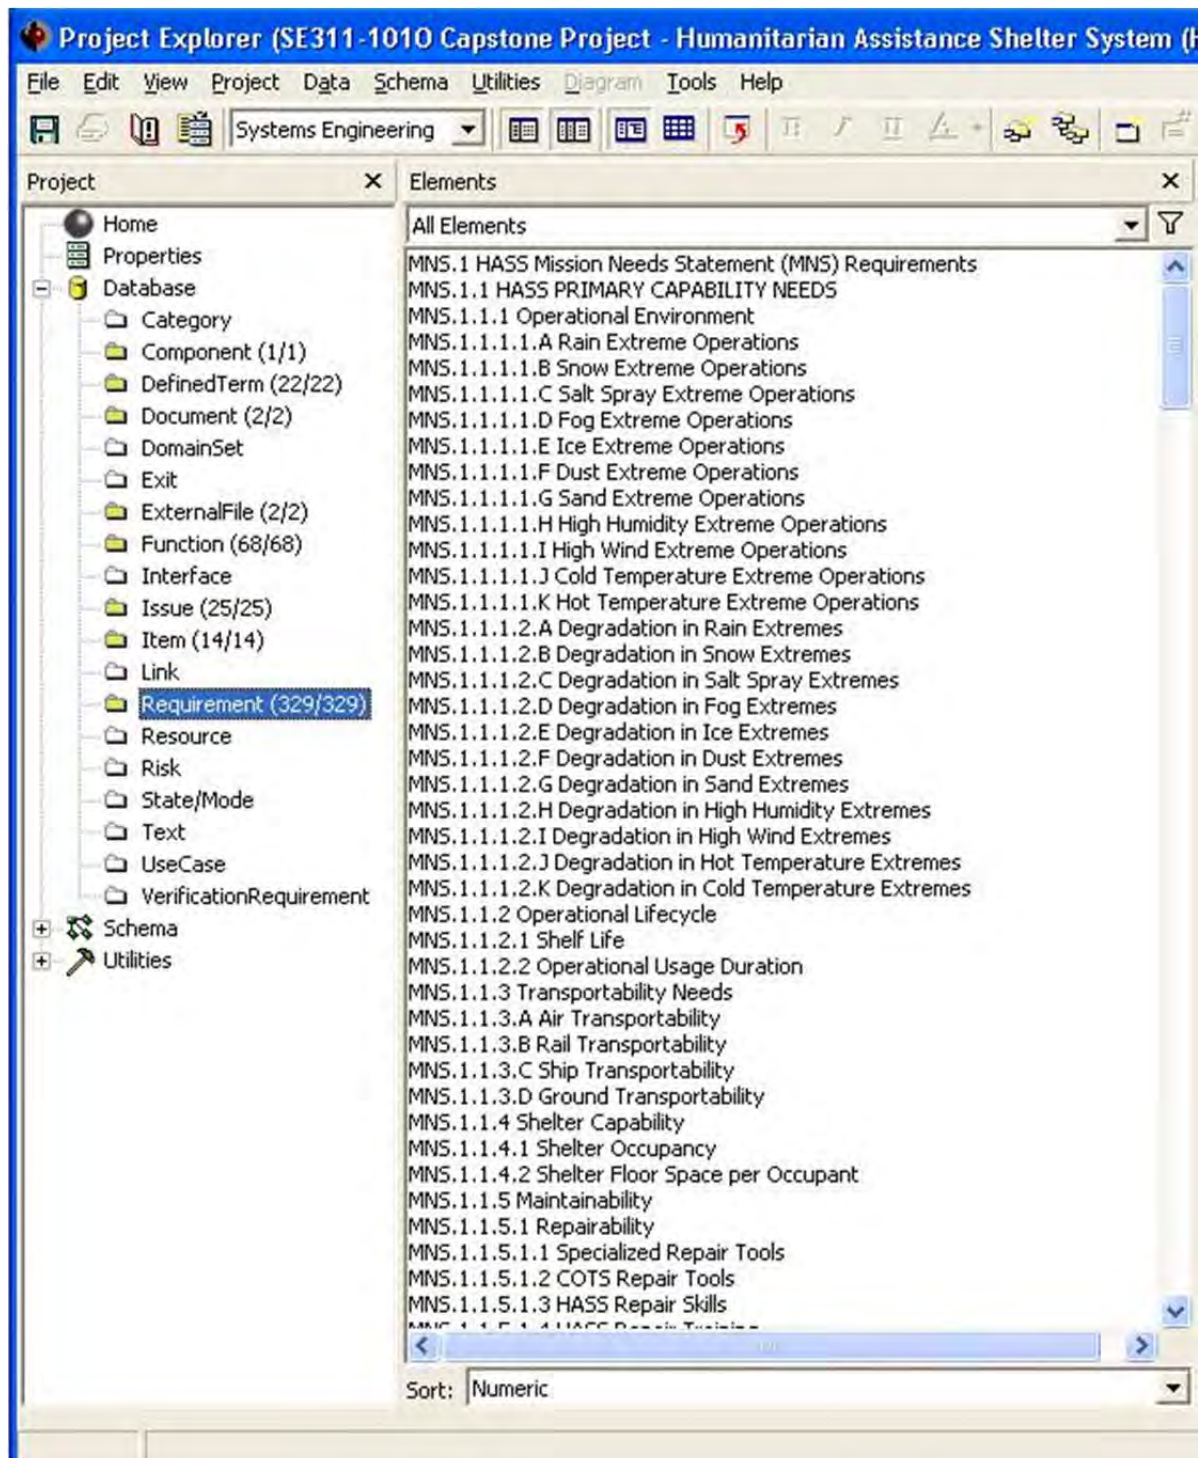 Project Explorer (SE311-101O Capstone Project - Humanitarian Assistance Shelter System (H
File Edit View Project Data Schema Utilities Diagram Tools Help
Systems Engineering
Project
Home
Properties
Database
Category
Component (1/1)
DefinedTerm (22/22)
Document (2/2)
DomainSet
Exit
ExternalFile (2/2)
Function (68/68)
Interface
Issue (25/25)
Item (14/14)
Link
Requirement (329/329)
Resource
Risk
State/Mode
Text
UseCase
VerificationRequirement
Schema
Utilities
Elements
All Elements
MNS.1 HASS Mission Needs Statement (MNS) Requirements
MNS.1.1 HASS PRIMARY CAPABILITY NEEDS
MNS.1.1.1 Operational Environment
MNS.1.1.1.1.A Rain Extreme Operations
MNS.1.1.1.1.B Snow Extreme Operations
MNS.1.1.1.1.C Salt Spray Extreme Operations
MNS.1.1.1.1.D Fog Extreme Operations
MNS.1.1.1.1.E Ice Extreme Operations
MNS.1.1.1.1.F Dust Extreme Operations
MNS.1.1.1.1.G Sand Extreme Operations
MNS.1.1.1.1.H High Humidity Extreme Operations
MNS.1.1.1.1.I High Wind Extreme Operations
MNS.1.1.1.1.J Cold Temperature Extreme Operations
MNS.1.1.1.1.K Hot Temperature Extreme Operations
MNS.1.1.1.2.A Degradation in Rain Extremes
MNS.1.1.1.2.B Degradation in Snow Extremes
MNS.1.1.1.2.C Degradation in Salt Spray Extremes
MNS.1.1.1.2.D Degradation in Fog Extremes
MNS.1.1.1.2.E Degradation in Ice Extremes
MNS.1.1.1.2.F Degradation in Dust Extremes
MNS.1.1.1.2.G Degradation in Sand Extremes
MNS.1.1.1.2.H Degradation in High Humidity Extremes
MNS.1.1.1.2.I Degradation in High Wind Extremes
MNS.1.1.1.2.J Degradation in Hot Temperature Extremes
MNS.1.1.1.2.K Degradation in Cold Temperature Extremes
MNS.1.1.2 Operational Lifecycle
MNS.1.1.2.1 Shelf Life
MNS.1.1.2.2 Operational Usage Duration
MNS.1.1.3 Transportability Needs
MNS.1.1.3.A Air Transportability
MNS.1.1.3.B Rail Transportability
MNS.1.1.3.C Ship Transportability
MNS.1.1.3.D Ground Transportability
MNS.1.1.4 Shelter Capability
MNS.1.1.4.1 Shelter Occupancy
MNS.1.1.4.2 Shelter Floor Space per Occupant
MNS.1.1.5 Maintainability
MNS.1.1.5.1 Repairability
MNS.1.1.5.1.1 Specialized Repair Tools
MNS.1.1.5.1.2 COTS Repair Tools
MNS.1.1.5.1.3 HASS Repair Skills
MNS.1.1.5.1.4 HASS Repair Training
Sort: Numeric